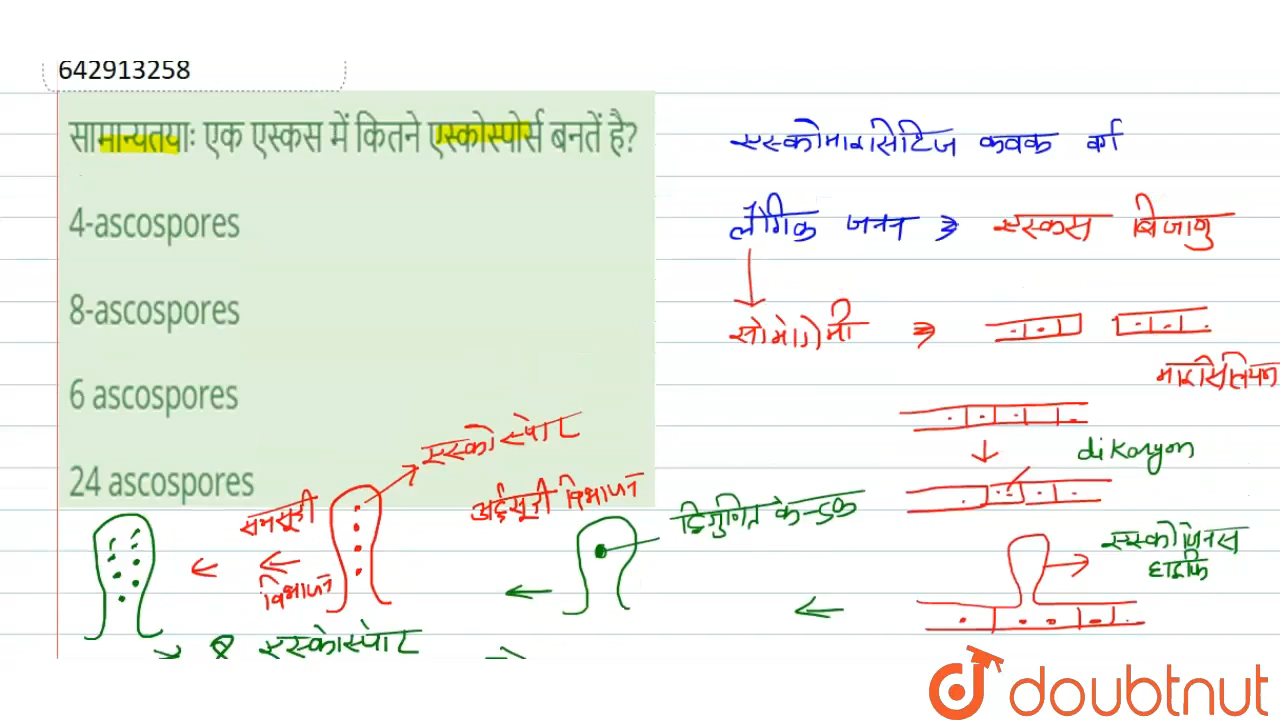 642913258
सामान्यतयाः एक एस्कस में कितने एस्कोस्पोर्स बनतें है?
4-ascospores
8-ascospores
6 ascospores
24 ascospores
एस्कोमाइसिटिज कवक वर्ग
लैंगिक जनन ⇒ एस्कस बिजाणु
सोमेटोगेमी ⇒
माइसिलियम
dikaryon
एस्कोजिनस
हाइफि
द्विगुणित केन्द्रक
अर्द्धसूत्री विभाजन
एस्कोस्पोर
समसूत्री
विभाजन
8 एस्कोस्पोर
doubtnut